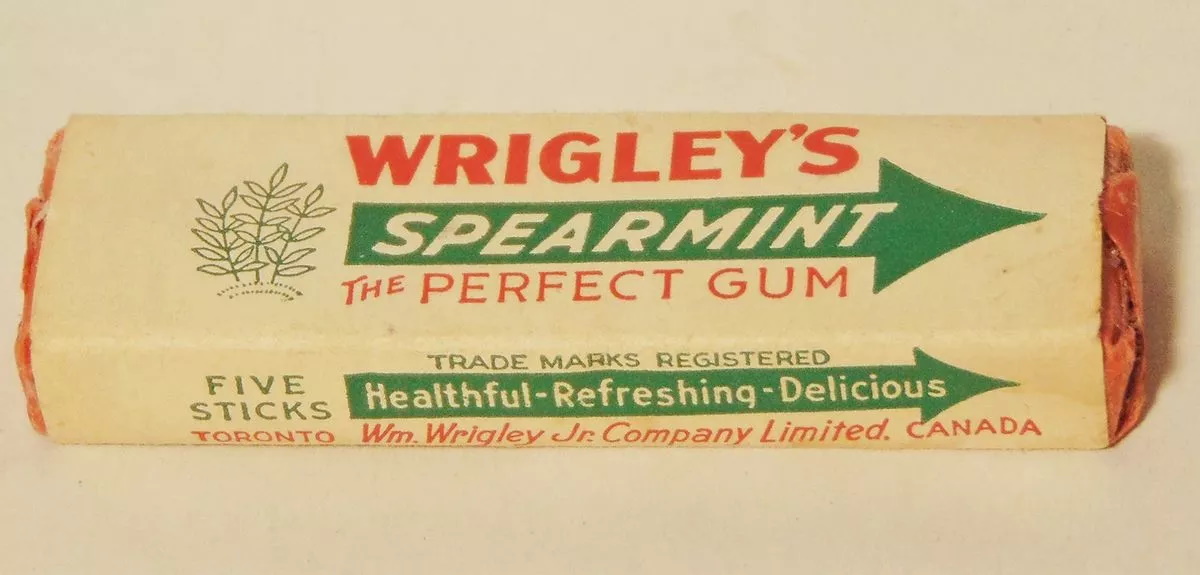 WRIGLEY'S
SPEARMINT
THE PERFECT GUM
TRADE MARKS REGISTERED
FIVE
STICKS
Healthful-Refreshing-Delicious
TORONTO Wm. Wrigley Jr. Company Limited. CANADA